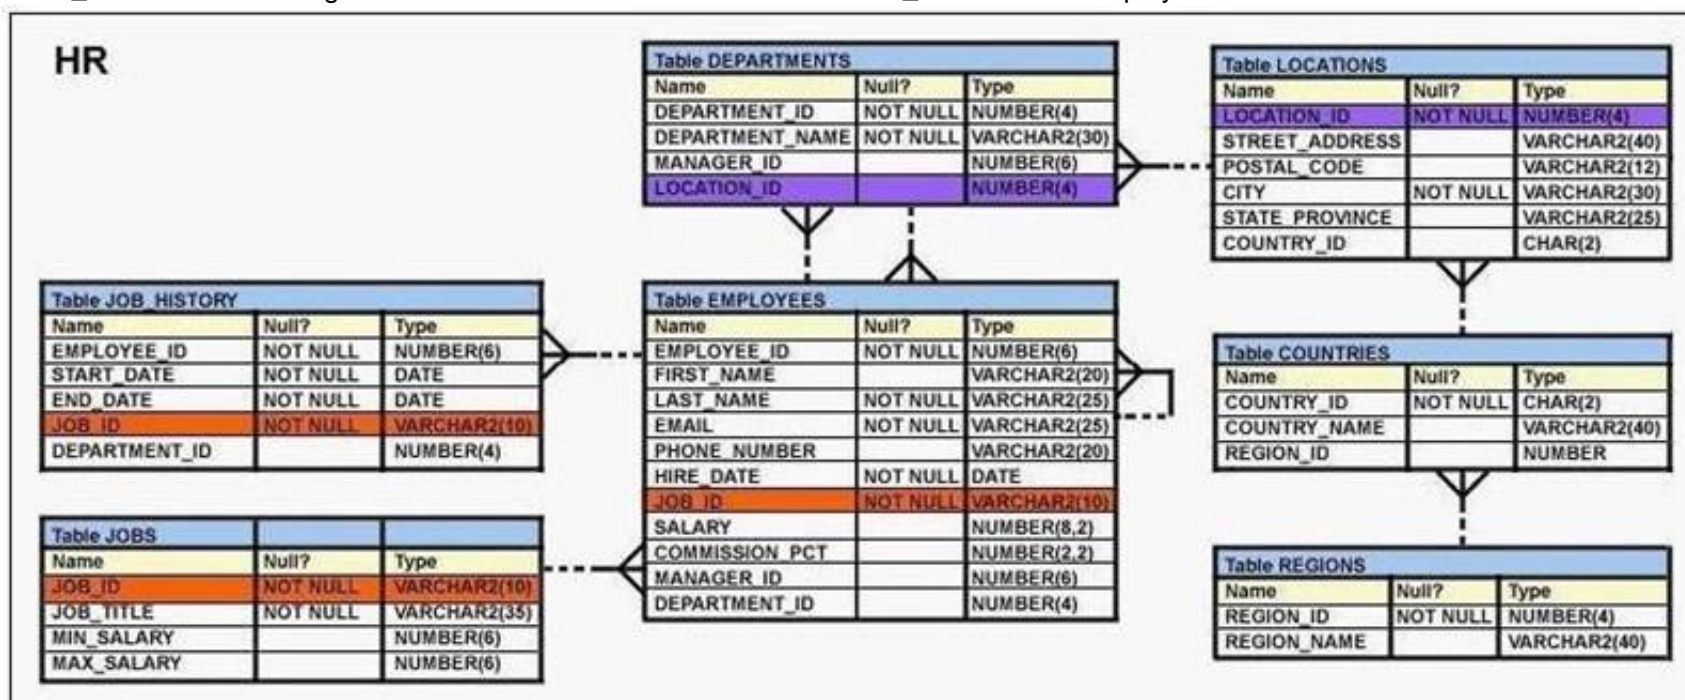 HR
Table DEPARTMENTS
Name Null? Type
DEPARTMENT_ID NOT NULL NUMBER(4)
DEPARTMENT_NAME NOT NULL VARCHAR2(30)
MANAGER_ID NUMBER(6)
LOCATION_ID NUMBER(4)
Table LOCATIONS
Name Null? Type
LOCATION_ID NOT NULL NUMBER(4)
STREET_ADDRESS VARCHAR2(40)
POSTAL_CODE VARCHAR2(12)
CITY NOT NULL VARCHAR2(30)
STATE_PROVINCE VARCHAR2(25)
COUNTRY_ID CHAR(2)
Table JOB_HISTORY
Name Null? Type
EMPLOYEE_ID NOT NULL NUMBER(6)
START_DATE NOT NULL DATE
END_DATE NOT NULL DATE
JOB_ID NOT NULL VARCHAR2(10)
DEPARTMENT_ID NUMBER(4)
Table EMPLOYEES
Name Null? Type
EMPLOYEE_ID NOT NULL NUMBER(6)
FIRST_NAME VARCHAR2(20)
LAST_NAME NOT NULL VARCHAR2(25)
EMAIL NOT NULL VARCHAR2(25)
PHONE_NUMBER VARCHAR2(20)
HIRE_DATE NOT NULL DATE
JOB_ID NOT NULL VARCHAR2(10)
SALARY NUMBER(8,2)
COMMISSION_PCT NUMBER(2,2)
MANAGER_ID NUMBER(6)
DEPARTMENT_ID NUMBER(4)
Table COUNTRIES
Name Null? Type
COUNTRY_ID NOT NULL CHAR(2)
COUNTRY_NAME VARCHAR2(40)
REGION_ID NUMBER
Table JOBS
Name Null? Type
JOB_ID NOT NULL VARCHAR2(10)
JOB_TITLE NOT NULL VARCHAR2(35)
MIN_SALARY NUMBER(6)
MAX_SALARY NUMBER(6)
Table REGIONS
Name Null? Type
REGION_ID NOT NULL NUMBER(4)
REGION_NAME VARCHAR2(40)